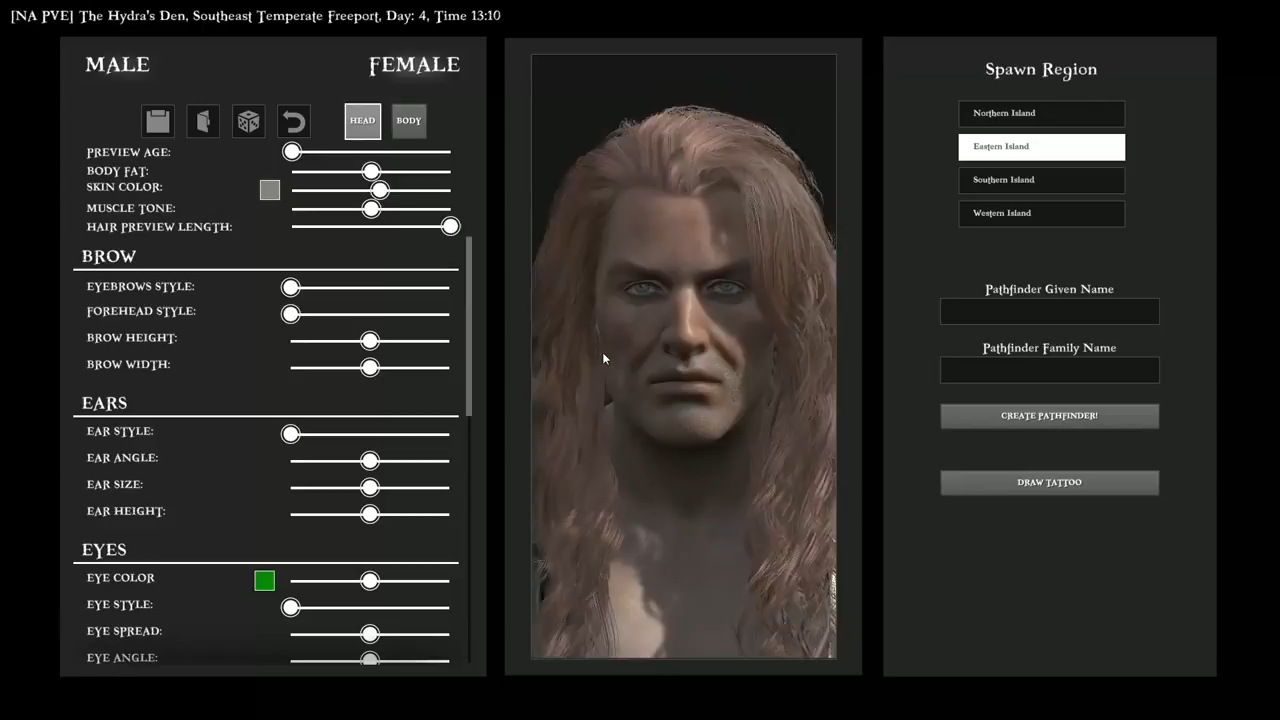 [NA PVE] The Hydra's Den, Southeast Temperate Freeport, Day: 4, Time 13:10
MALE
FEMALE
HEAD
BODY
PREVIEW AGE:
BODY FAT:
SKIN COLOR:
MUSCLE TONE:
HAIR PREVIEW LENGTH:
BROW
EYEBROWS STYLE:
FOREHEAD STYLE:
BROW HEIGHT:
BROW WIDTH:
EARS
EAR STYLE:
EAR ANGLE:
EAR SIZE:
EAR HEIGHT:
EYES
EYE COLOR
EYE STYLE:
EYE SPREAD:
EYE ANGLE:
Spawn Region
Northern Island
Eastern Island
Southern Island
Western Island
Pathfinder Given Name
Pathfinder Family Name
CREATE PATHFINDER!
DRAW TATTOO